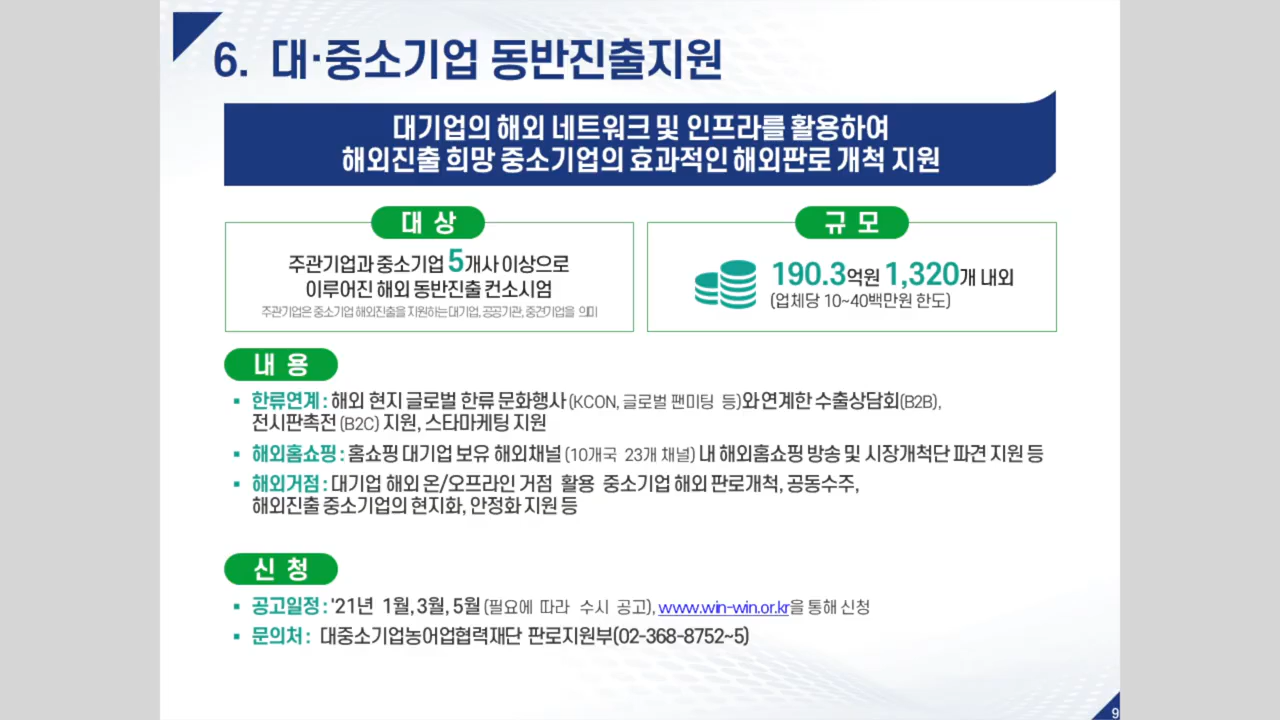 6. 대·중소기업 동반진출지원
대기업의 해외 네트워크 및 인프라를 활용하여
해외진출 희망 중소기업의 효과적인 해외판로 개척 지원
대 상
주관기업과 중소기업 5개사 이상으로
이루어진 해외 동반진출 컨소시엄
주관기업은 중소기업 해외진출을 지원하는 대기업, 공공기관, 중견기업을 의미
규 모
190.3억원 1,320개 내외
(업체당 10~40백만원 한도)
내 용
▪ 한류연계 : 해외 현지 글로벌 한류 문화행사 (KCON, 글로벌 팬미팅 등)와 연계한 수출상담회(B2B),
전시판촉전 (B2C) 지원, 스타마케팅 지원
▪ 해외홈쇼핑 : 홈쇼핑 대기업 보유 해외채널 (10개국 23개 채널) 내 해외홈쇼핑 방송 및 시장개척단 파견 지원 등
▪ 해외거점 : 대기업 해외 온/오프라인 거점 활용 중소기업 해외 판로개척, 공동수주,
해외진출 중소기업의 현지화, 안정화 지원 등
신 청
▪ 공고일정 : '21년 1월, 3월, 5월 (필요에 따라 수시 공고), www.win-win.or.kr을 통해 신청
▪ 문의처 : 대중소기업농어업협력재단 판로지원부(02-368-8752~5)
9